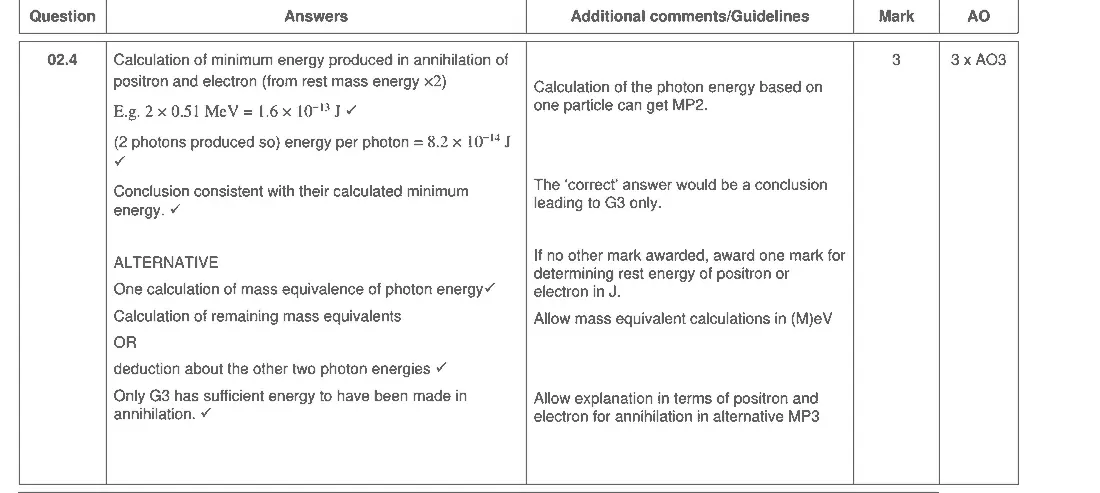 Question Answers Additional comments/Guidelines Mark AO
02.4 Calculation of minimum energy produced in annihilation of 3 3 x AO3
positron and electron (from rest mass energy ×2)
Calculation of the photon energy based on
one particle can get MP2.
E.g. 2 × 0.51 MeV = 1.6 × 10⁻¹³ J ✓
(2 photons produced so) energy per photon = 8.2 × 10⁻¹⁴ J
✓
Conclusion consistent with their calculated minimum
energy. ✓
The ‘correct’ answer would be a conclusion
leading to G3 only.
ALTERNATIVE
If no other mark awarded, award one mark for
determining rest energy of positron or
electron in J.
One calculation of mass equivalence of photon energy✓
Calculation of remaining mass equivalents
Allow mass equivalent calculations in (M)eV
OR
deduction about the other two photon energies ✓
Only G3 has sufficient energy to have been made in
annihilation. ✓
Allow explanation in terms of positron and
electron for annihilation in alternative MP3